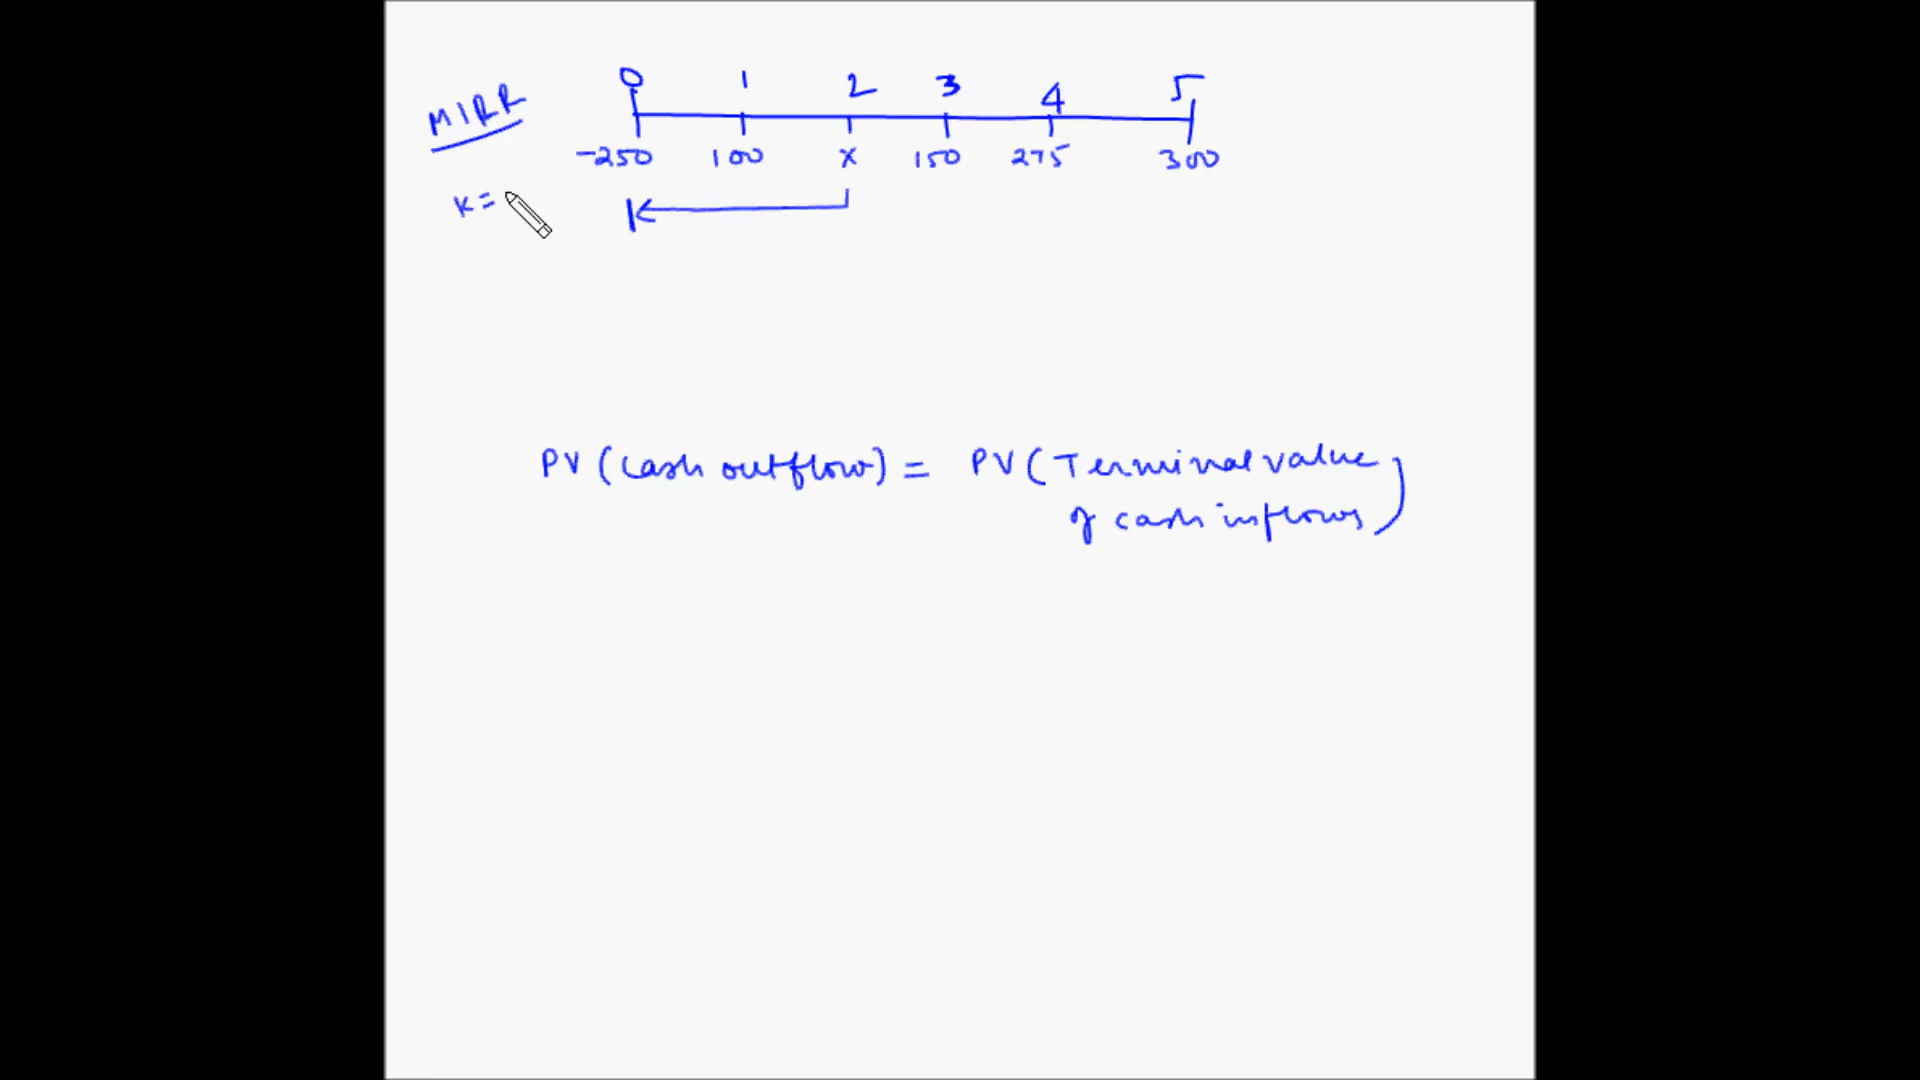 MIRR
0 1 2 3 4 5
-250 100 x 150 275 300
K =
PV (cash outflow) = PV (Terminal value
of cash inflows)